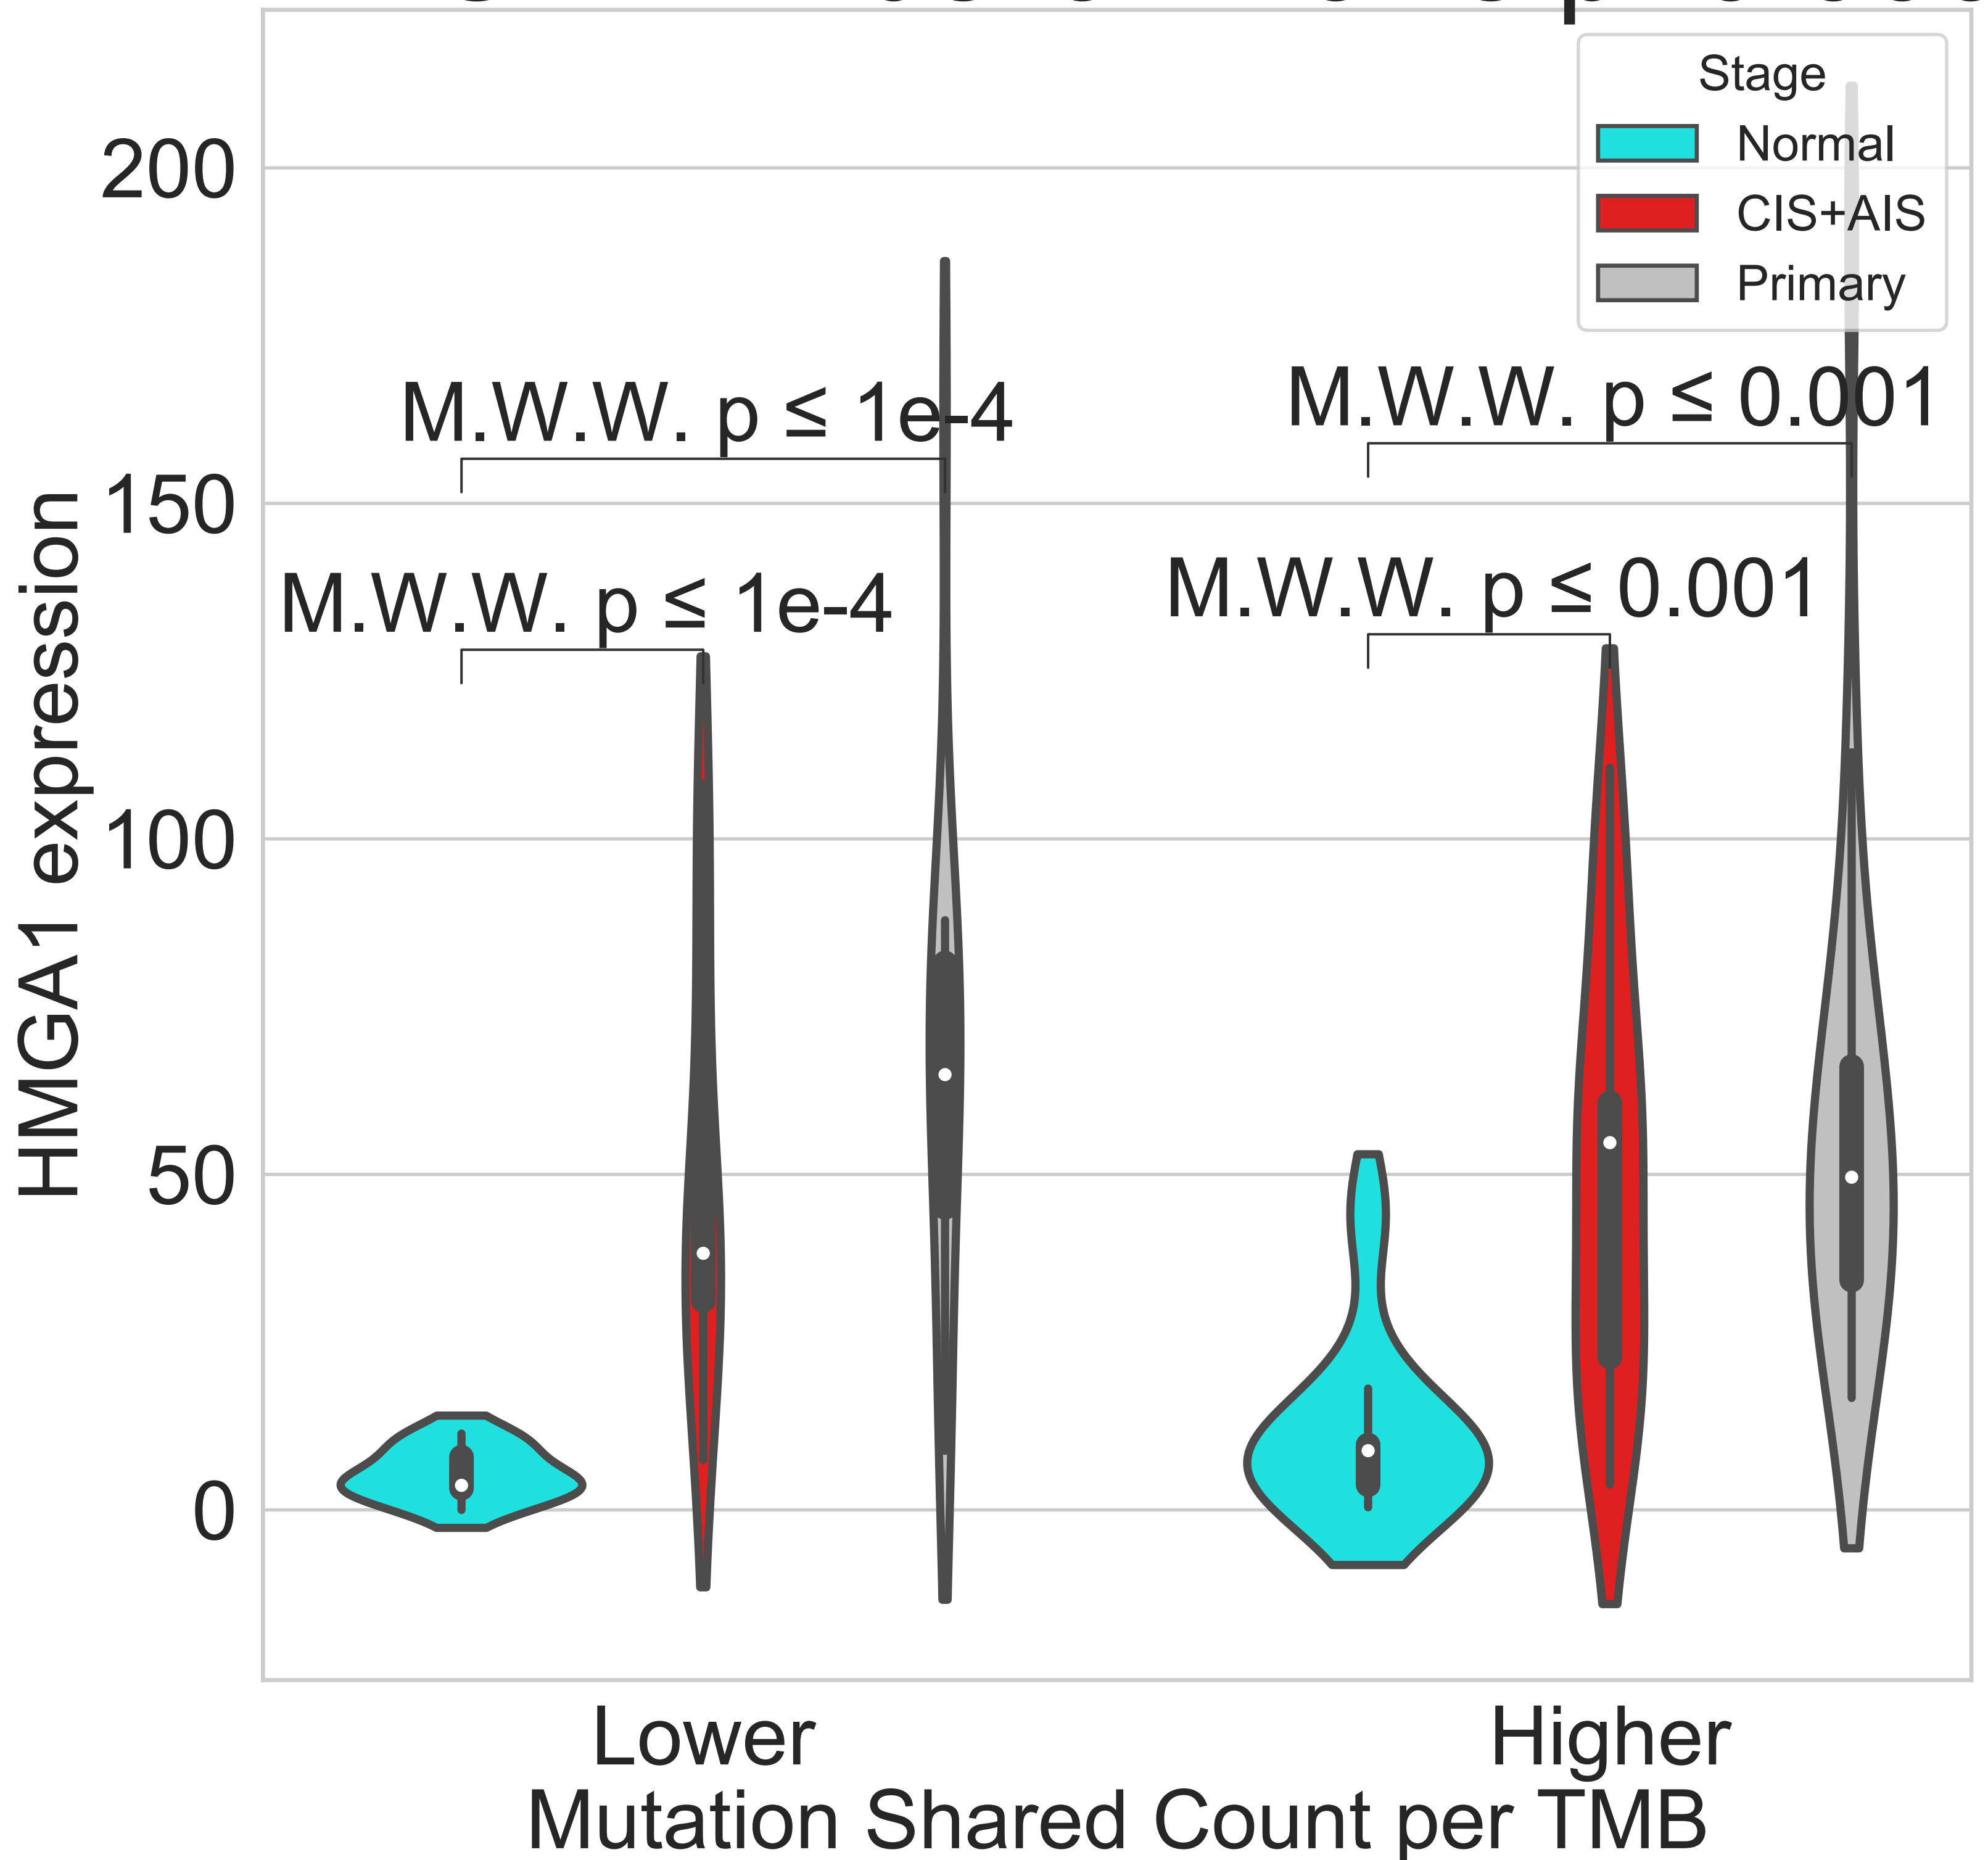 Stage
Normal
CIS+AIS
Primary
200
150
100
50
0
HMGA1 expression
M.W.W. p ≤ 1e-4
M.W.W. p ≤ 0.001
M.W.W. p ≤ 1e-4
M.W.W. p ≤ 0.001
Lower
Higher
Mutation Shared Count per TMB